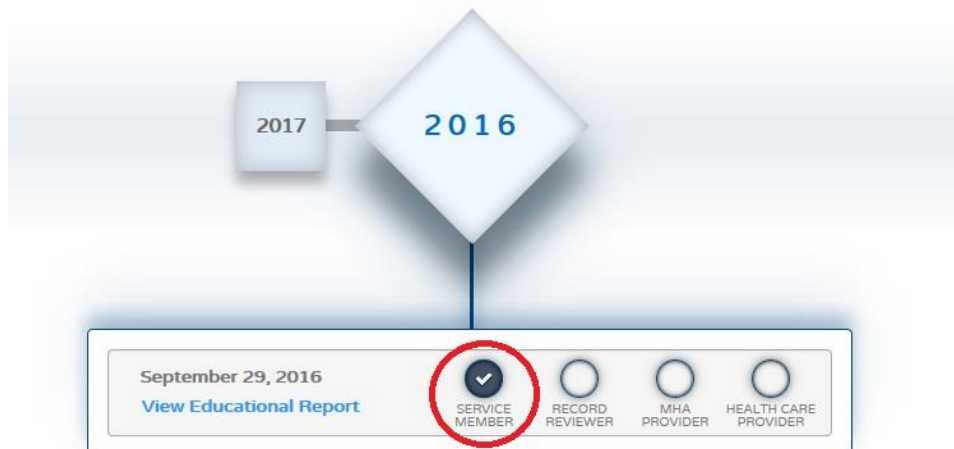 2017
2016
September 29, 2016
View Educational Report
SERVICE
MEMBER
RECORD
REVIEWER
MHA
PROVIDER
HEALTH CARE
PROVIDER